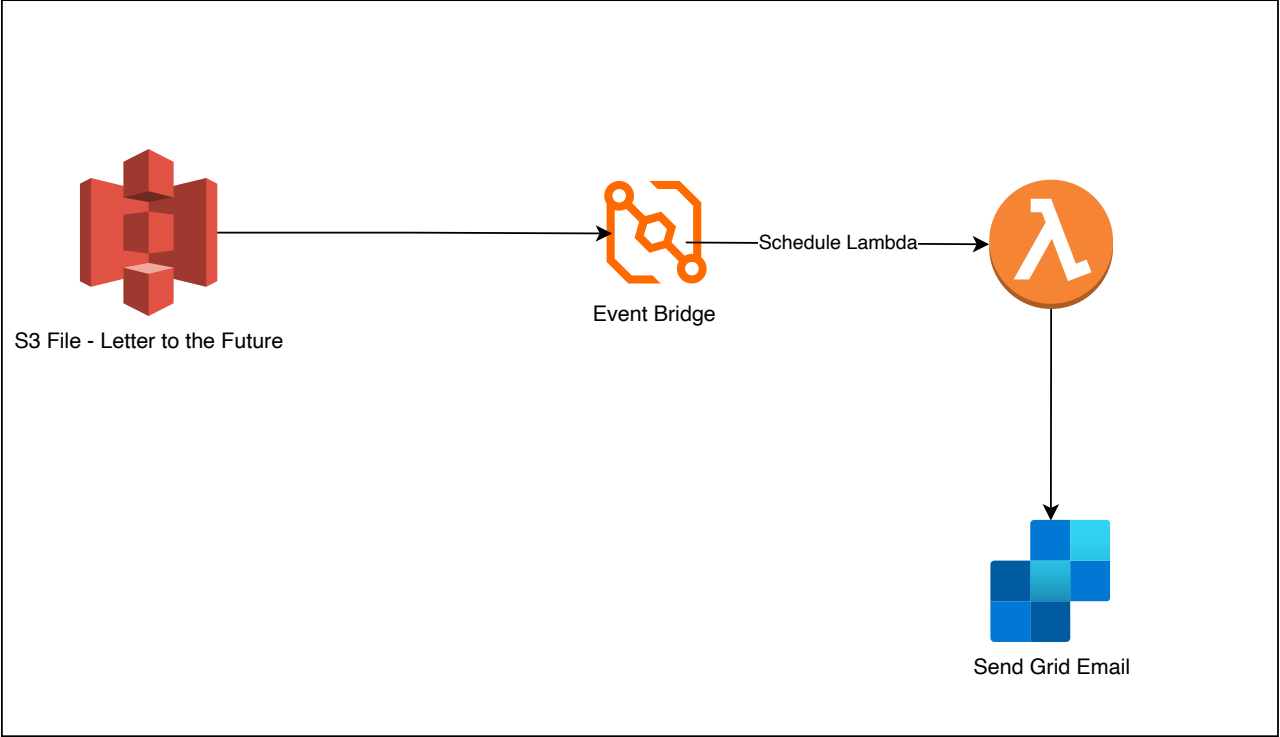 Schedule Lambda
Event Bridge
S3 File - Letter to the Future
Send Grid Email